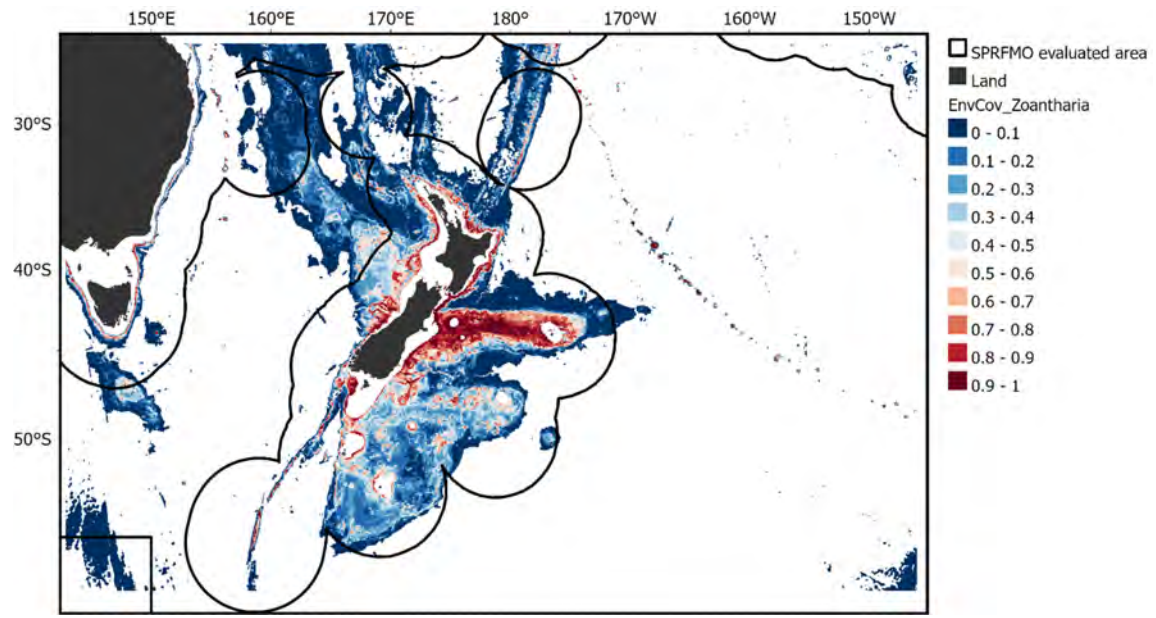 150°E 160°E 170°E 180° 170°W 160°W 150°W
SPRFMO evaluated area
Land
EnvCov_Zoantharia
30°S
0 - 0.1
0.1 - 0.2
0.2 - 0.3
0.3 - 0.4
0.4 - 0.5
0.5 - 0.6
40°S
0.6 - 0.7
0.7 - 0.8
0.8 - 0.9
0.9 - 1
50°S